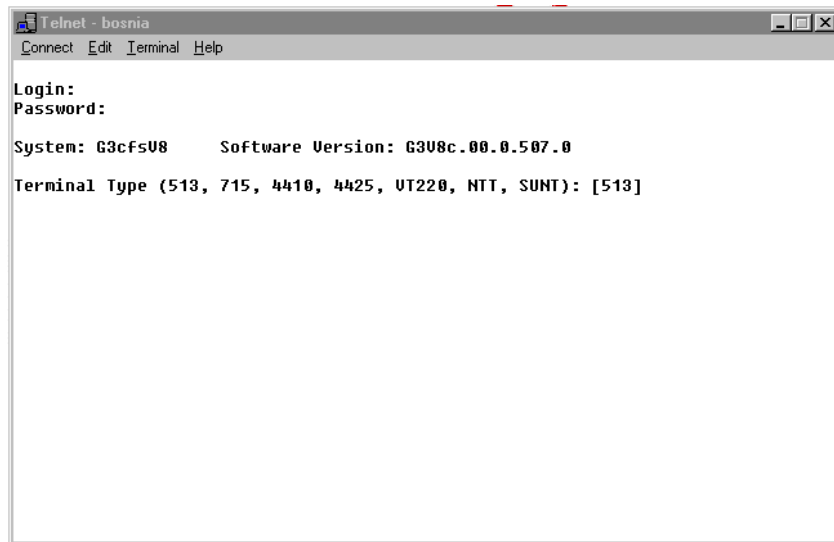 Telnet - bosnia
Connect Edit Terminal Help
Login:
Password:
System: G3cfsV8 Software Version: G3V8c.00.0.507.0
Terminal Type (513, 715, 4410, 4425, VT220, NTT, SUNT): [513]